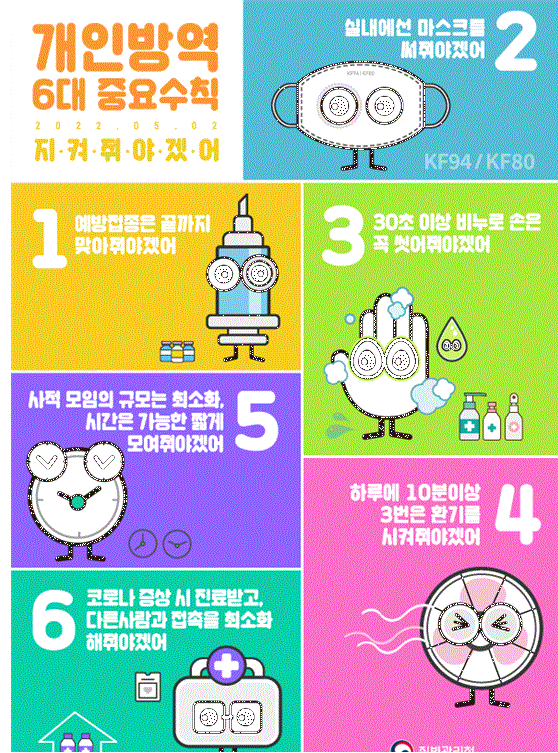 개인방역
6대 중요수칙
2022.05.02
지·켜·줘·야·겠·어
1
예방접종은 끝까지
맞아줘야겠어
2
실내에선 마스크를
써줘야겠어
KF94 / KF80
KF94 / KF80
3
30초 이상 비누로 손은
꼭 씻어줘야겠어
4
하루에 10분이상
3번은 환기를
시켜줘야겠어
5
사적 모임의 규모는 최소화,
시간은 가능한 짧게
모여줘야겠어
6
코로나 증상 시 진료받고,
다른사람과 접촉을 최소화
해줘야겠어
질병관리청